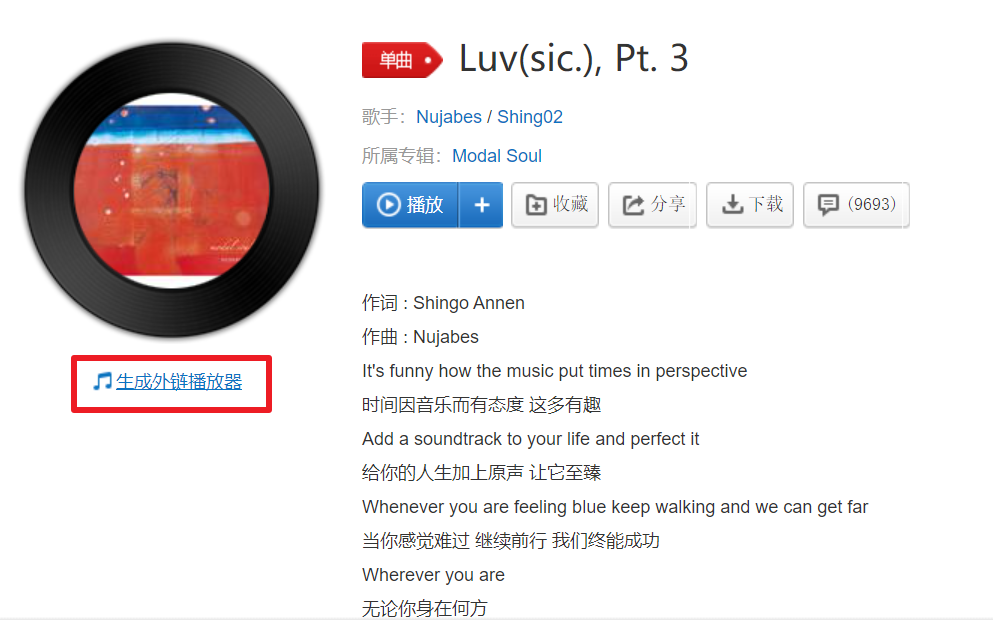 单曲
Luv(sic.), Pt. 3
歌手： Nujabes / Shing02
所属专辑： Modal Soul
播放 + 收藏 分享 下载 (9693)
生成外链播放器
作词 : Shingo Annen
作曲 : Nujabes
It's funny how the music put times in perspective
时间因音乐而有态度 这多有趣
Add a soundtrack to your life and perfect it
给你的人生加上原声 让它至臻
Whenever you are feeling blue keep walking and we can get far
当你感觉难过 继续前行 我们终能成功
Wherever you are
无论你身在何方